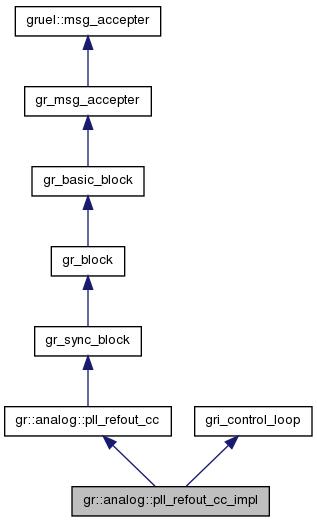 gruel::msg_accepter
gr_msg_accepter
gr_basic_block
gr_block
gr_sync_block
gr::analog::pll_refout_cc
gri_control_loop
gr::analog::pll_refout_cc_impl